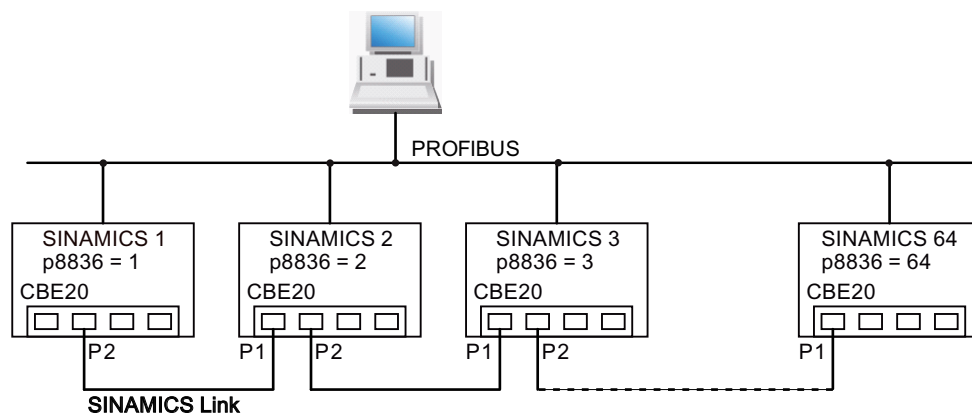 PROFIBUS
SINAMICS 1
p8836 = 1
CBE20
SINAMICS 2
p8836 = 2
CBE20
SINAMICS 3
p8836 = 3
CBE20
SINAMICS 64
p8836 = 64
CBE20
P2
P1
P2
P1
P2
P1
SINAMICS Link